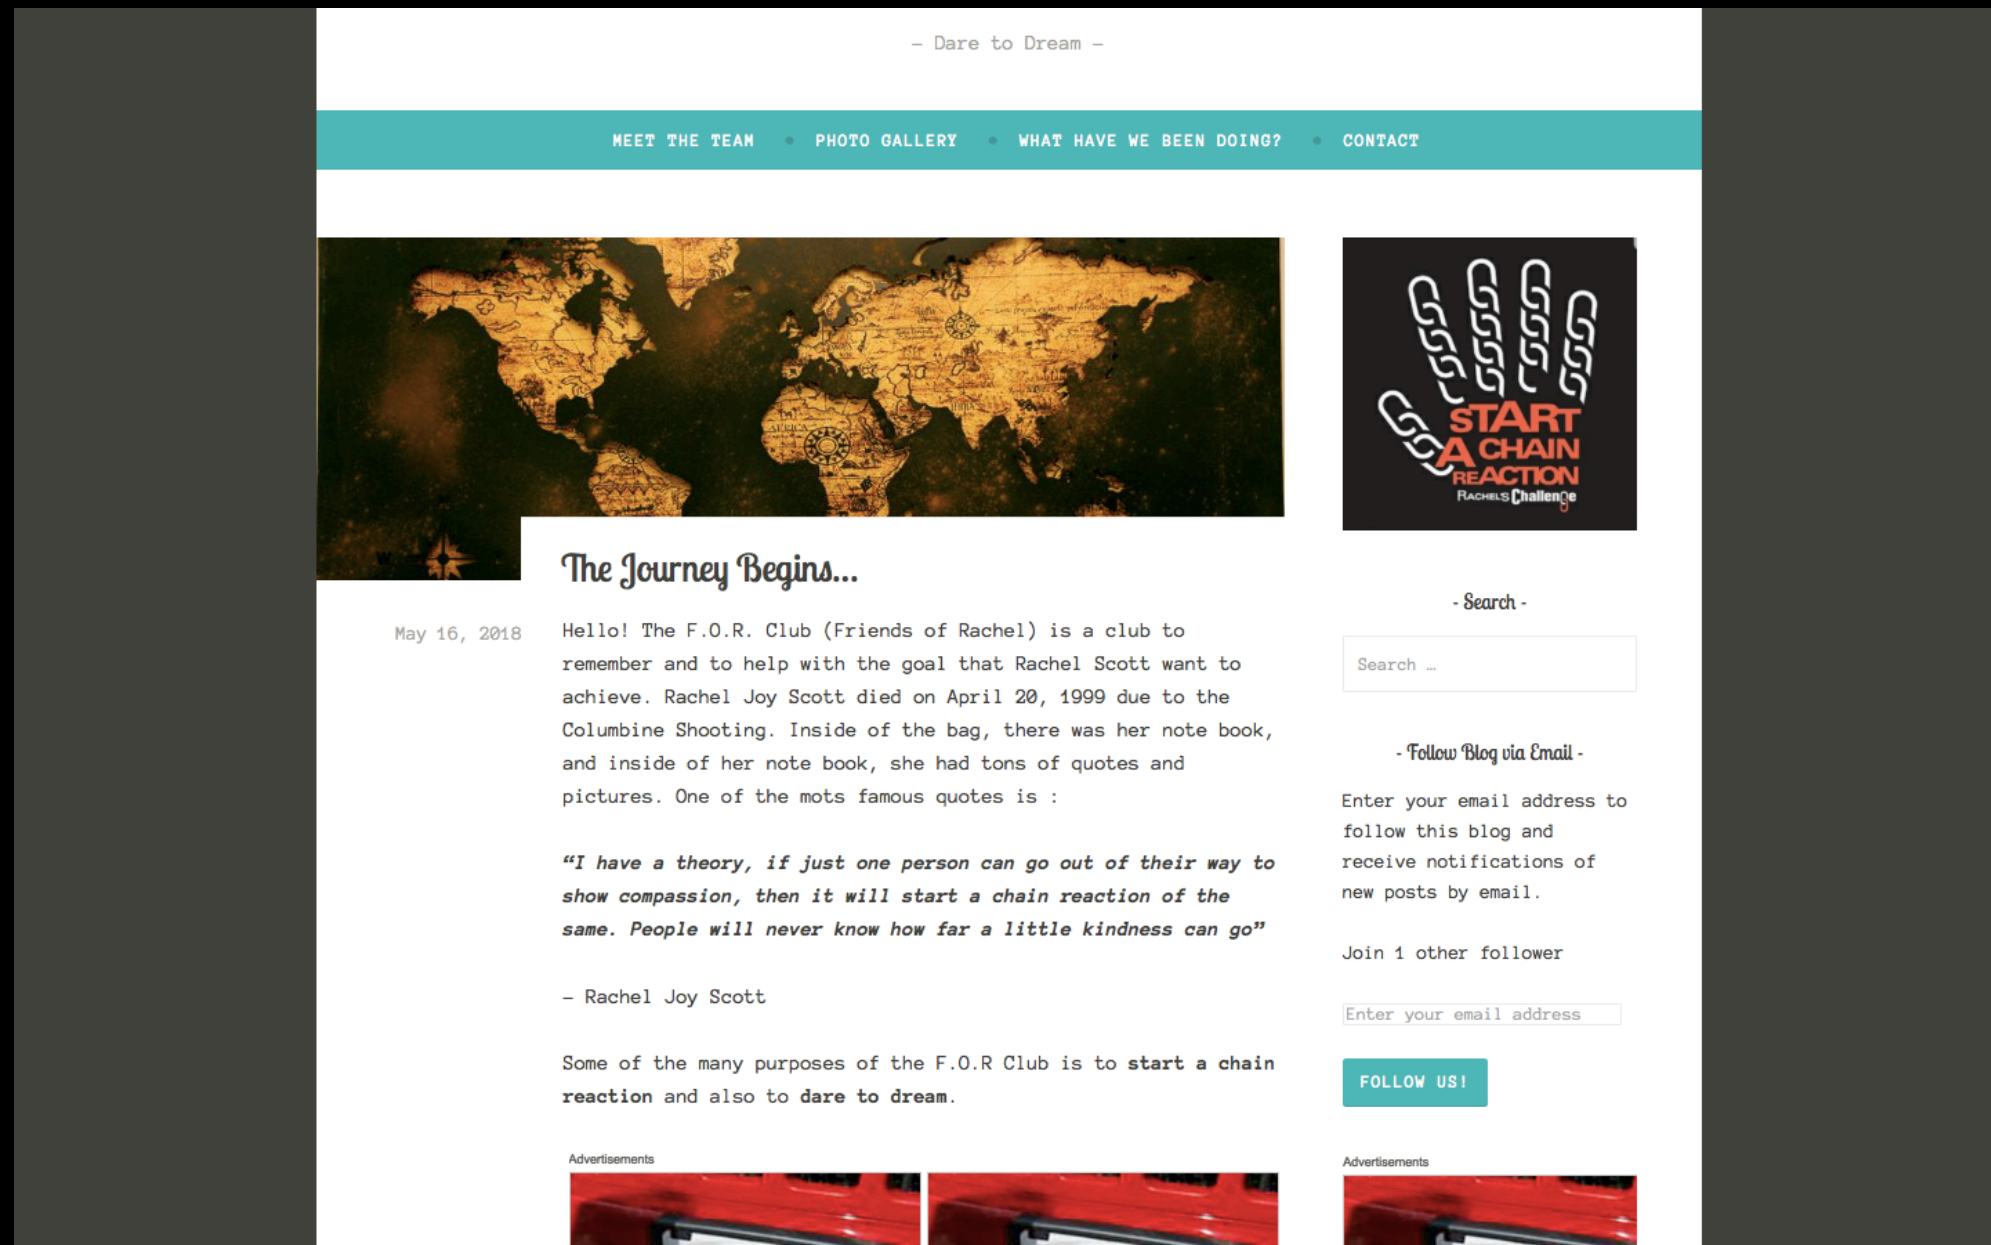 – Dare to Dream –
MEET THE TEAM
PHOTO GALLERY
WHAT HAVE WE BEEN DOING?
CONTACT
AFRICA
W
The Journey Begins...
May 16, 2018
Hello! The F.O.R. Club (Friends of Rachel) is a club to
remember and to help with the goal that Rachel Scott want to
achieve. Rachel Joy Scott died on April 20, 1999 due to the
Columbine Shooting. Inside of the bag, there was her note book,
and inside of her note book, she had tons of quotes and
pictures. One of the mots famous quotes is :
“I have a theory, if just one person can go out of their way to
show compassion, then it will start a chain reaction of the
same. People will never know how far a little kindness can go”
– Rachel Joy Scott
Some of the many purposes of the F.O.R Club is to start a chain
reaction and also to dare to dream.
Advertisements
START
A CHAIN
REACTION
RACHEL'S Challenge
- Search -
Search …
- Follow Blog via Email -
Enter your email address to
follow this blog and
receive notifications of
new posts by email.
Join 1 other follower
Enter your email address
FOLLOW US!
Advertisements